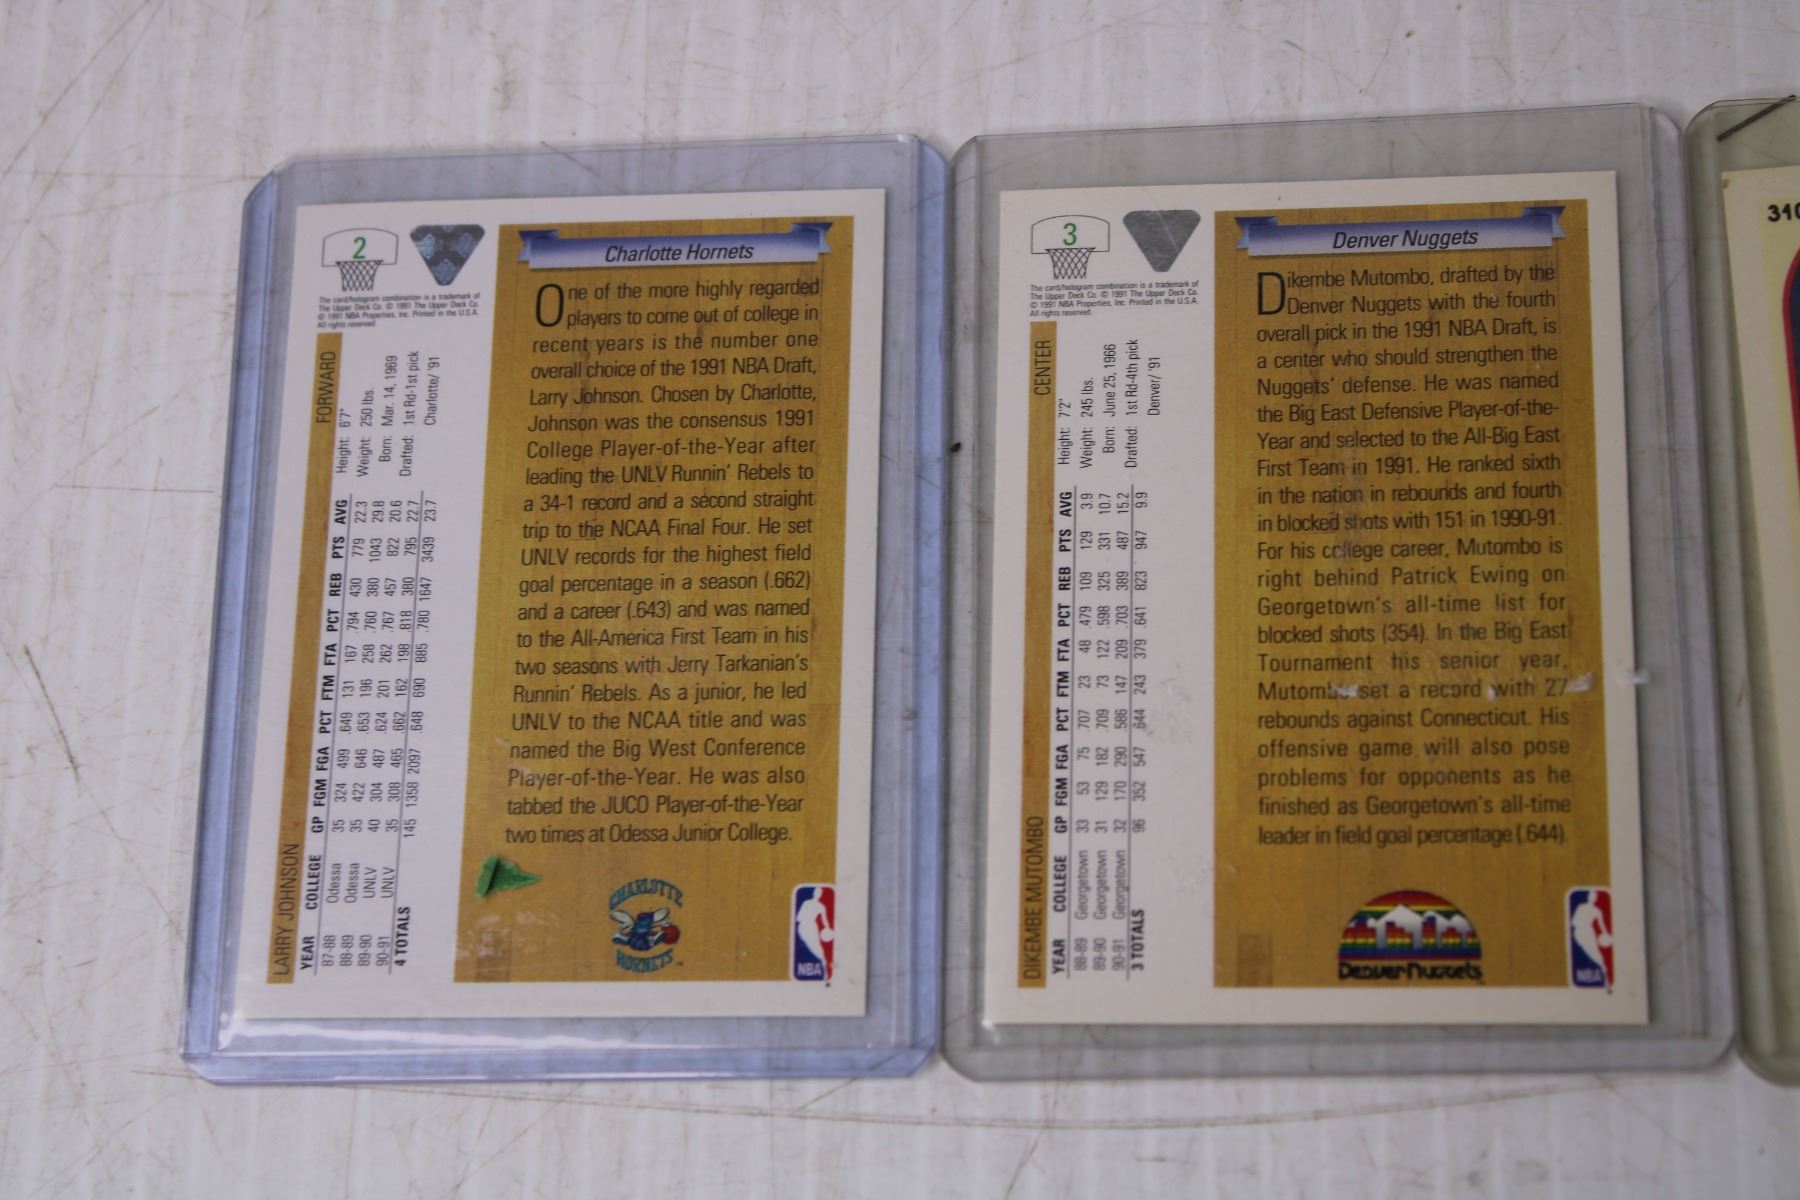 2
The card/hologram combination is a trademark of
The Upper Deck Co. © 1991 The Upper Deck Co.
© 1991 NBA Properties, Inc. Printed in the U.S.A.
All rights reserved.
LARRY JOHNSON FORWARD
YEAR COLLEGE GP FGM FGA PCT FTM FTA PCT REB PTS AVG
87-88 Odessa 35 324 499 .649 131 167 .794 430 779 22.3
88-89 Odessa 35 422 646 .653 196 258 .760 380 1043 29.8
89-90 UNLV 40 304 487 .624 201 262 .767 457 822 20.6
90-91 UNLV 35 308 465 .662 162 198 .818 380 795 22.7
4 TOTALS 145 1358 2097 .648 690 885 .780 1647 3439 23.7
Height: 6'7"
Weight: 250 lbs.
Born: Mar. 14, 1969
Drafted: 1st Rd-1st pick
Charlotte/ '91
Charlotte Hornets
One of the more highly regarded
players to come out of college in
recent years is the number one
overall choice of the 1991 NBA Draft,
Larry Johnson. Chosen by Charlotte,
Johnson was the consensus 1991
College Player-of-the-Year after
leading the UNLV Runnin' Rebels to
a 34-1 record and a second straight
trip to the NCAA Final Four. He set
UNLV records for the highest field
goal percentage in a season (.662)
and a career (.643) and was named
to the All-America First Team in his
two seasons with Jerry Tarkanian's
Runnin' Rebels. As a junior, he led
UNLV to the NCAA title and was
named the Big West Conference
Player-of-the-Year. He was also
tabbed the JUCO Player-of-the-Year
two times at Odessa Junior College.
CHARLOTTE
HORNETS
NBA
3
The card/hologram combination is a trademark of
The Upper Deck Co. © 1991 The Upper Deck Co.
© 1991 NBA Properties, Inc. Printed in the U.S.A.
All rights reserved.
DIKEMBE MUTOMBO CENTER
YEAR COLLEGE GP FGM FGA PCT FTM FTA PCT REB PTS AVG
88-89 Georgetown 33 53 75 .707 23 48 .479 109 129 3.9
89-90 Georgetown 31 129 182 .709 73 122 .598 325 331 10.7
90-91 Georgetown 32 170 290 .586 147 209 .703 389 487 15.2
3 TOTALS 96 352 547 .644 243 379 .641 823 947 9.9
Height: 7'2"
Weight: 245 lbs.
Born: June 25, 1966
Drafted: 1st Rd-4th pick
Denver/ '91
Denver Nuggets
Dikembe Mutombo, drafted by the
Denver Nuggets with the fourth
overall pick in the 1991 NBA Draft, is
a center who should strengthen the
Nuggets' defense. He was named
the Big East Defensive Player-of-the-
Year and selected to the All-Big East
First Team in 1991. He ranked sixth
in the nation in rebounds and fourth
in blocked shots with 151 in 1990-91.
For his college career, Mutombo is
right behind Patrick Ewing on
Georgetown's all-time list for
blocked shots (354). In the Big East
Tournament his senior year,
Mutombo set a record with 27
rebounds against Connecticut. His
offensive game will also pose
problems for opponents as he
finished as Georgetown's all-time
leader in field goal percentage (.644).
Denver Nuggets
NBA
310